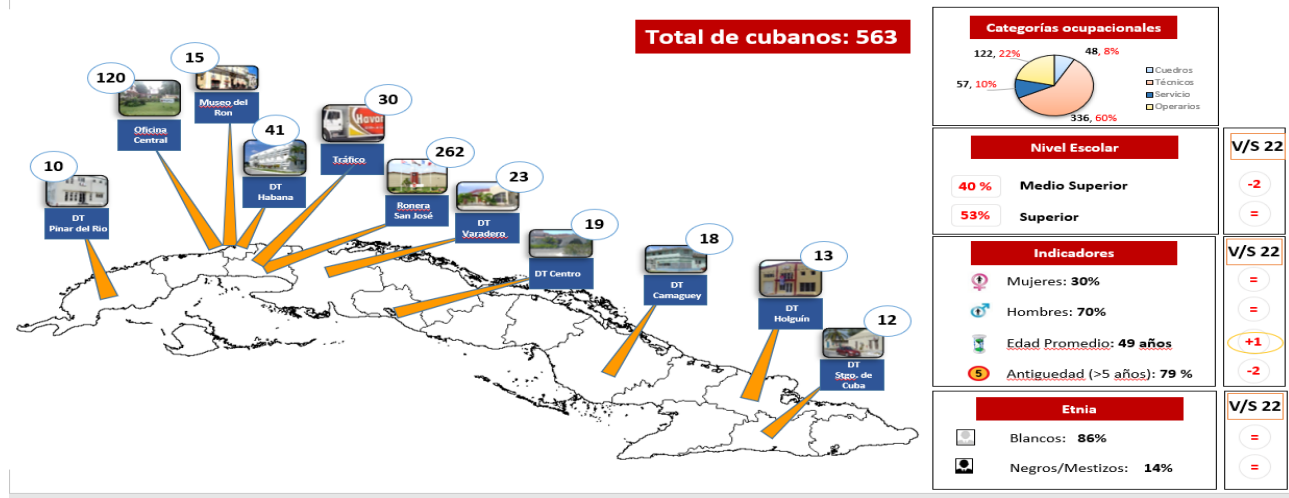 Total de cubanos: 563
120
Oficina
Central
15
Museo del
Ron
41
DT
Habana
30
Havan
Tráfico
262
Ronera
San José
10
DT
Pinar del Rio
23
DT
Varadero
19
DT Centro
18
DT
Camaguey
13
DT
Holguín
12
DT
Stgo. de
Cuba
Categorías ocupacionales
122, 22%
48, 8%
57, 10%
336, 60%
Cuedros
Técnicos
Servicio
Operarios
Nivel Escolar
V/S 22
40 % Medio Superior -2
53% Superior =
Indicadores
V/S 22
Mujeres: 30% =
Hombres: 70% =
Edad Promedio: 49 años +1
5 Antiguedad (>5 años): 79 % -2
Etnia
V/S 22
Blancos: 86% =
Negros/Mestizos: 14% =